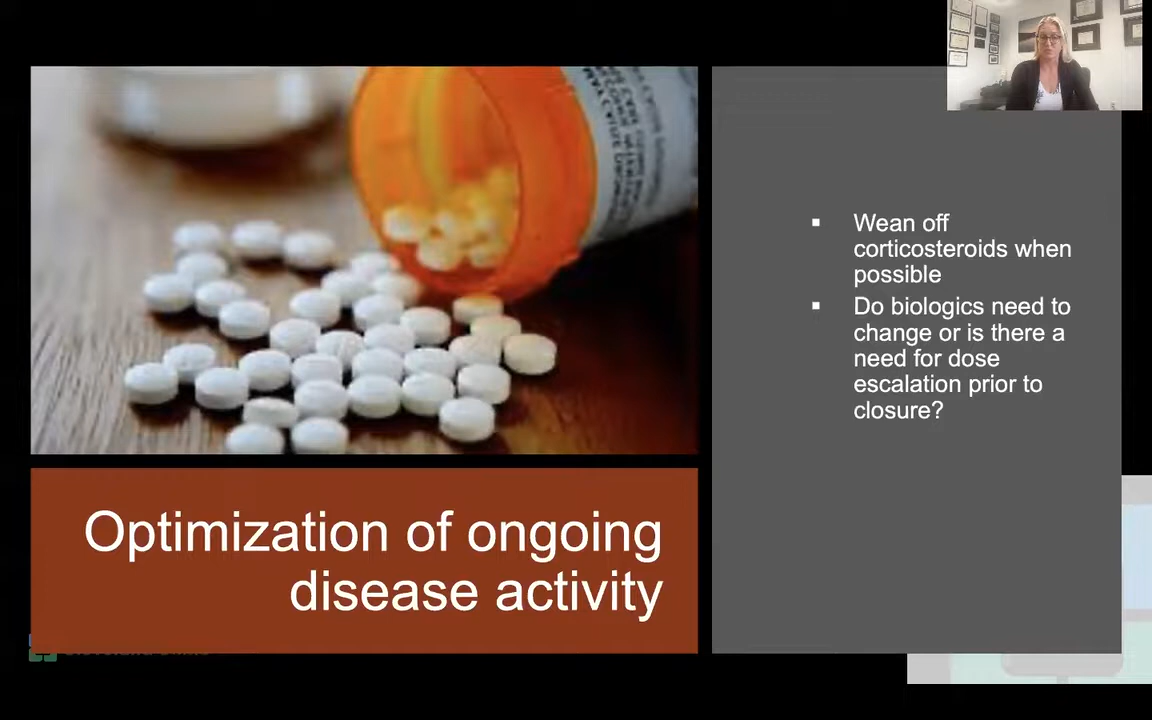 ▪ Wean off
corticosteroids when
possible
▪ Do biologics need to
change or is there a
need for dose
escalation prior to
closure?
Optimization of ongoing
disease activity